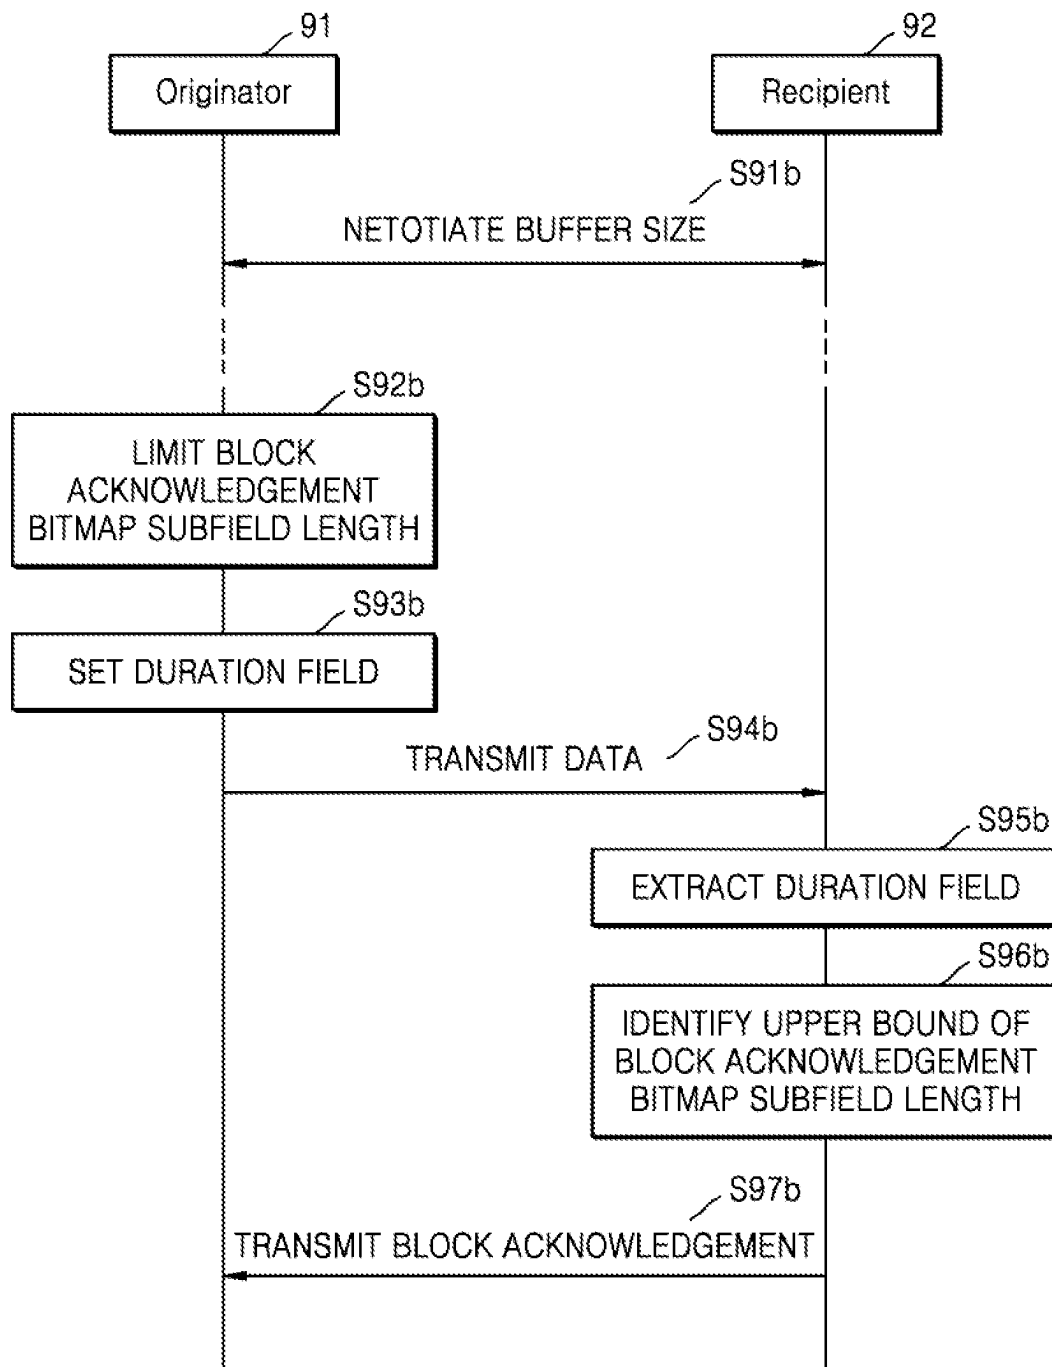 91
92
Originator
Recipient
S91b
NETOTIATE BUFFER SIZE
S92b
LIMIT BLOCK
ACKNOWLEDGEMENT
BITMAP SUBFIELD LENGTH
S93b
SET DURATION FIELD
S94b
TRANSMIT DATA
S95b
EXTRACT DURATION FIELD
S96b
IDENTIFY UPPER BOUND OF
BLOCK ACKNOWLEDGEMENT
BITMAP SUBFIELD LENGTH
S97b
TRANSMIT BLOCK ACKNOWLEDGEMENT